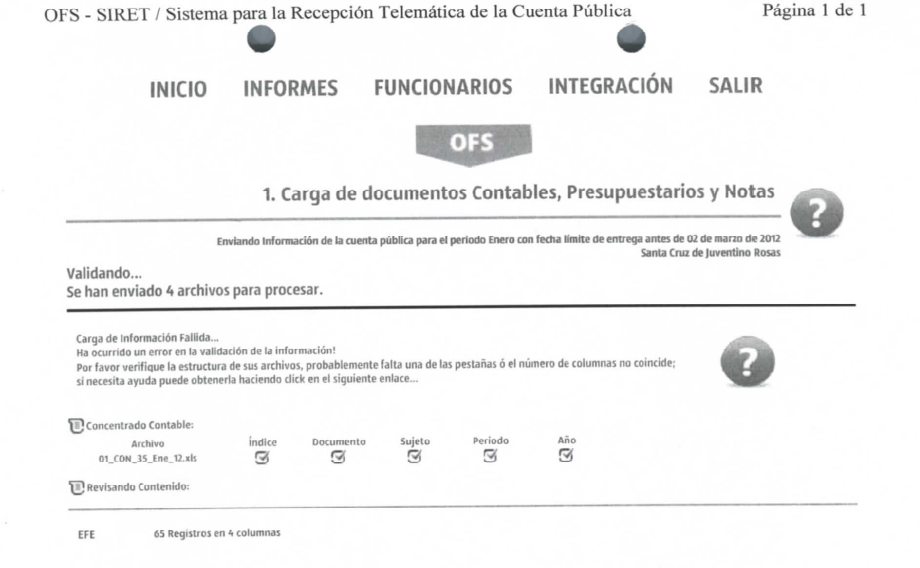 OFS - SIRET / Sistema para la Recepción Telemática de la Cuenta Pública Página 1 de 1
INICIO INFORMES FUNCIONARIOS INTEGRACIÓN SALIR
OFS
1. Carga de documentos Contables, Presupuestarios y Notas
?
Enviando Información de la cuenta pública para el periodo Enero con fecha límite de entrega antes de 02 de marzo de 2012
Santa Cruz de Juventino Rosas
Validando...
Se han enviado 4 archivos para procesar.
Carga de Información Fallida...
Ha ocurrido un error en la validación de la información!
Por favor verifique la estructura de sus archivos, probablemente falta una de las pestañas ó el número de columnas no coincide;
si necesita ayuda puede obtenerla haciendo click en el siguiente enlace...
?
Concentrado Contable:
Archivo Índice Documento Sujeto Periodo Año
01_CON_35_Ene_12.xls
Revisando Contenido:
EFE 65 Registros en 4 columnas